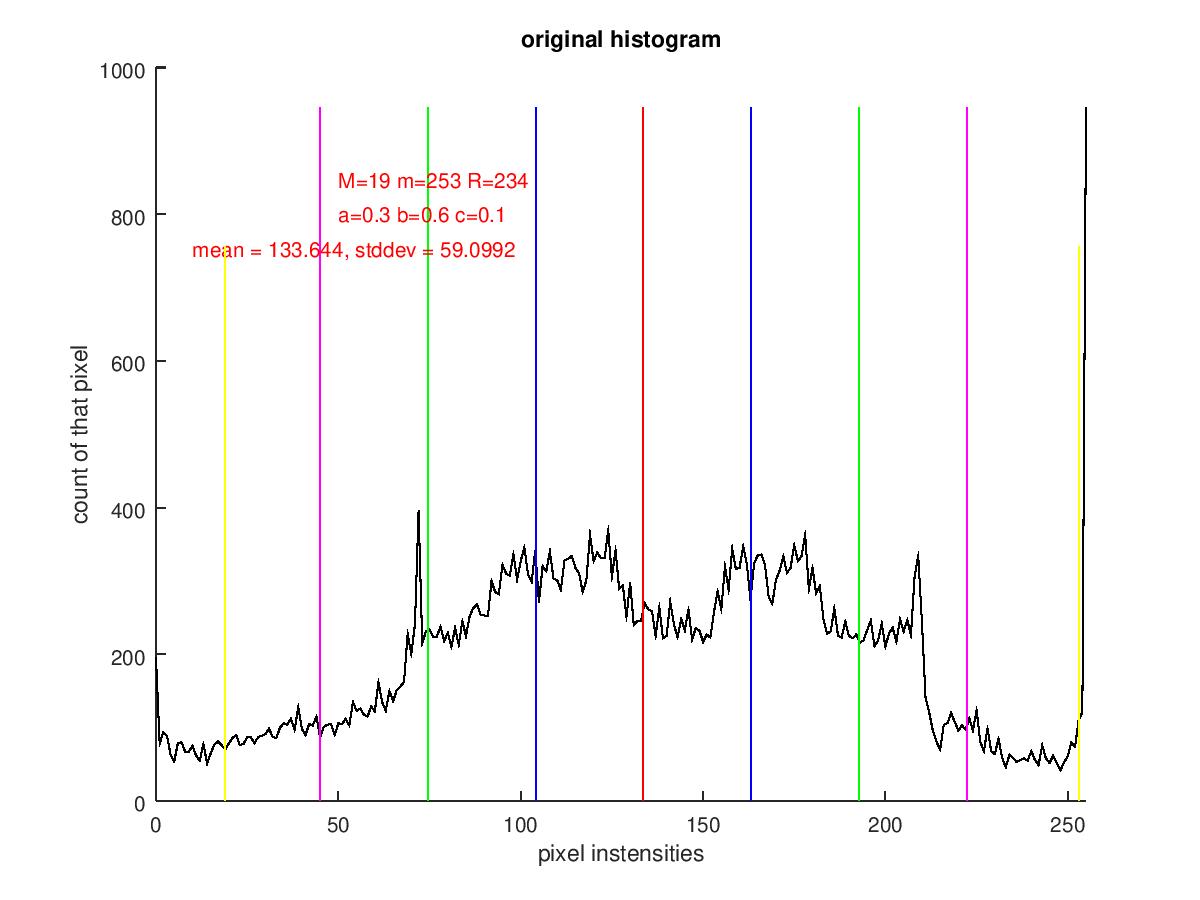 original histogram
1000
800
600
400
200
0
count of that pixel
M=19 m=253 R=234
a=0.3 b=0.6 c=0.1
mean = 133.644, stddev = 59.0992
0 50 100 150 200 250
pixel instensities